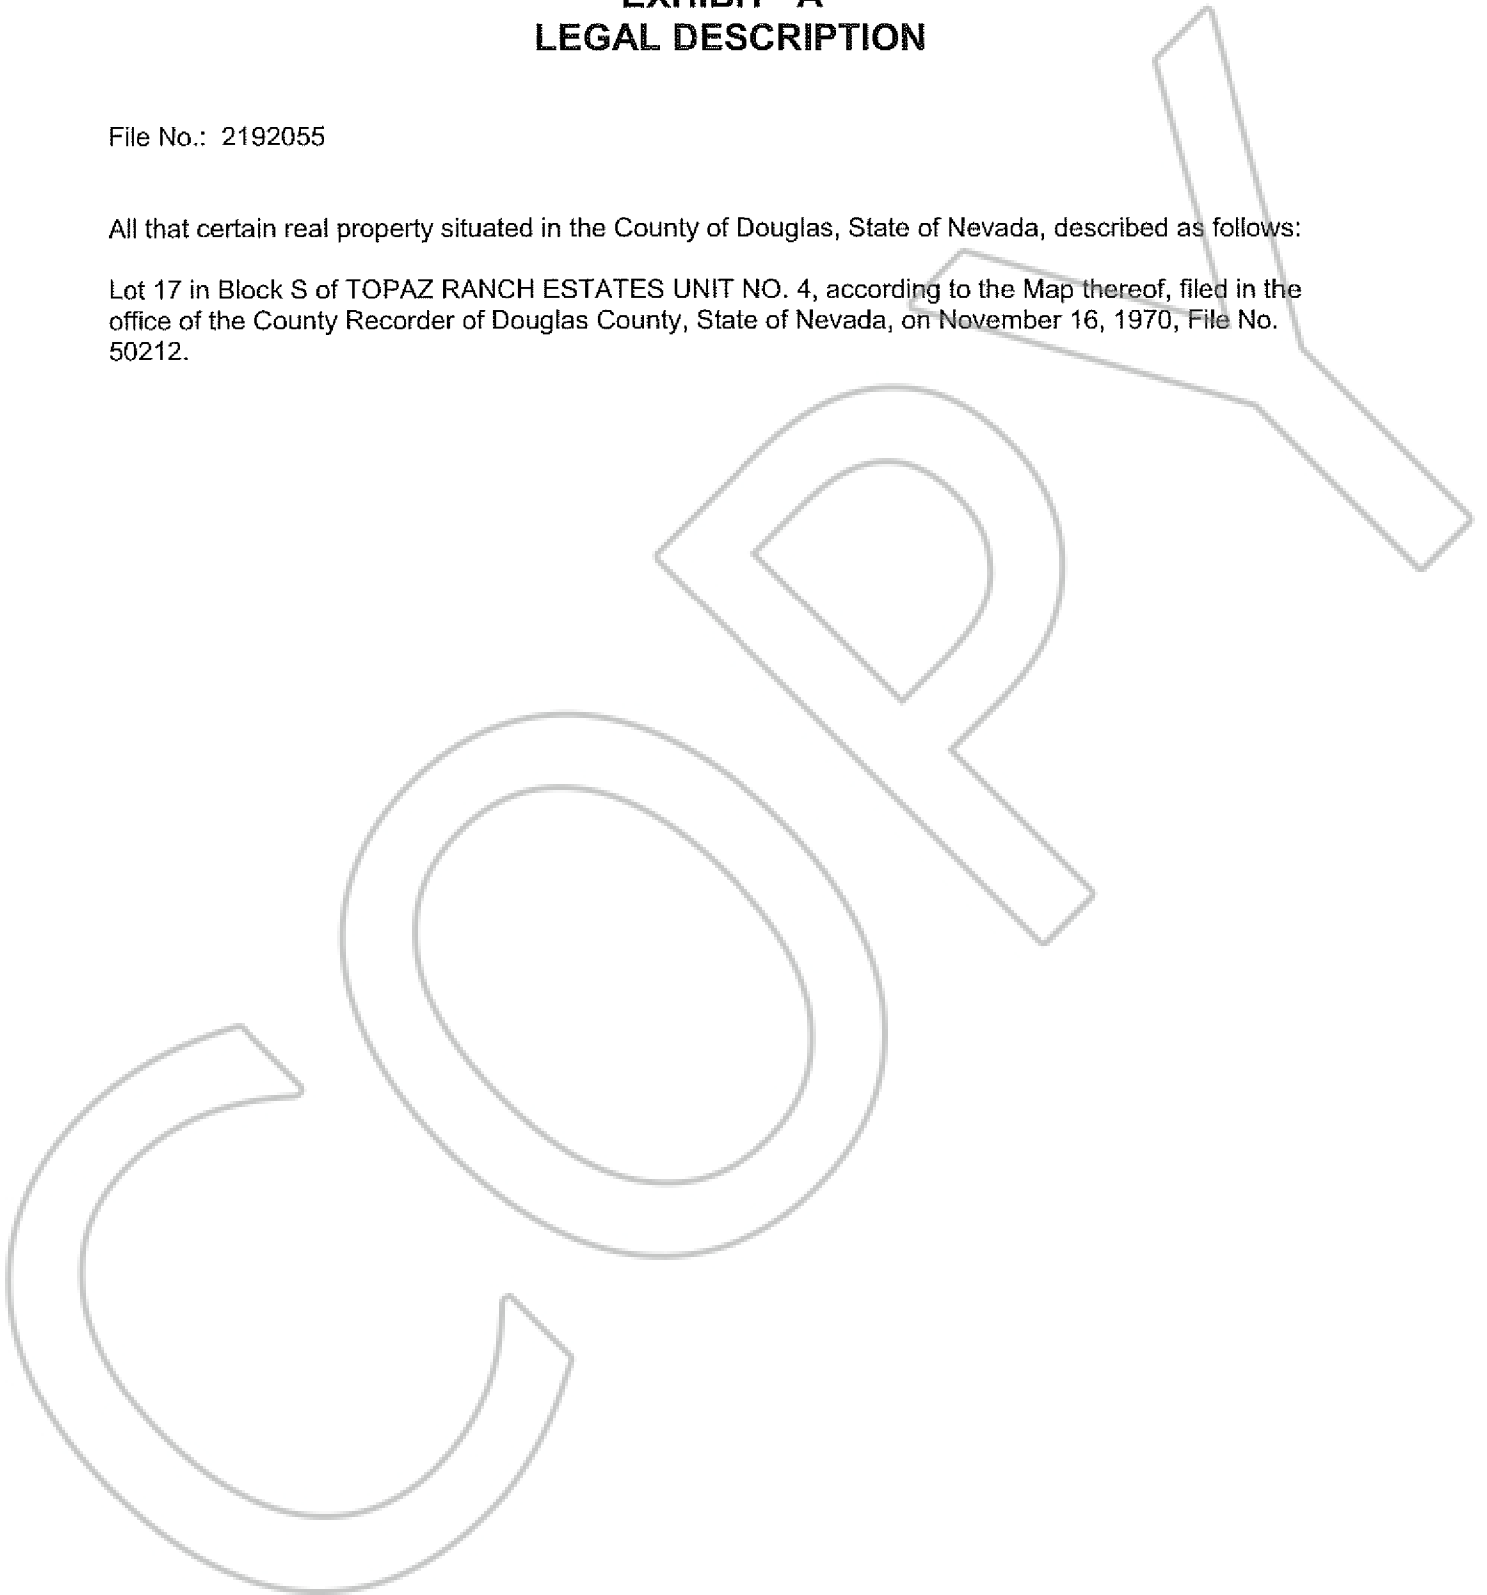 EXHIBIT "A"
LEGAL DESCRIPTION
File No.: 2192055
All that certain real property situated in the County of Douglas, State of Nevada, described as follows:
Lot 17 in Block S of TOPAZ RANCH ESTATES UNIT NO. 4, according to the Map thereof, filed in the
office of the County Recorder of Douglas County, State of Nevada, on November 16, 1970, File No.
50212.
COPY